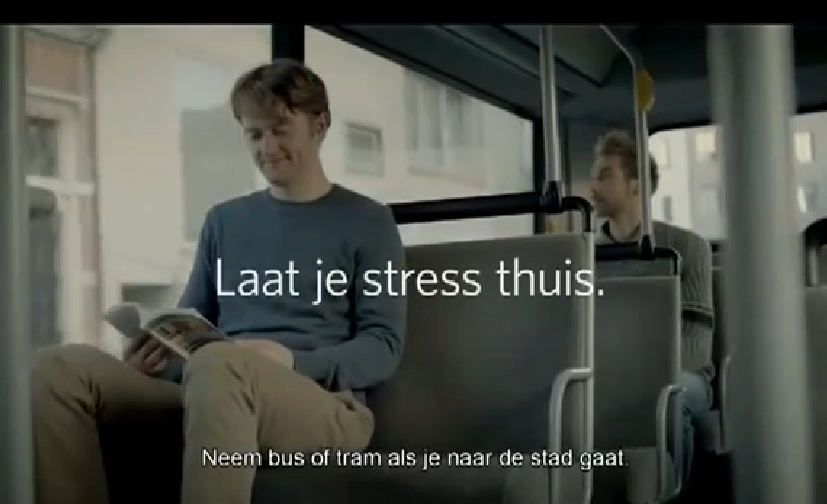 Laat je stress thuis.
Neem bus of tram als je naar de stad gaat.